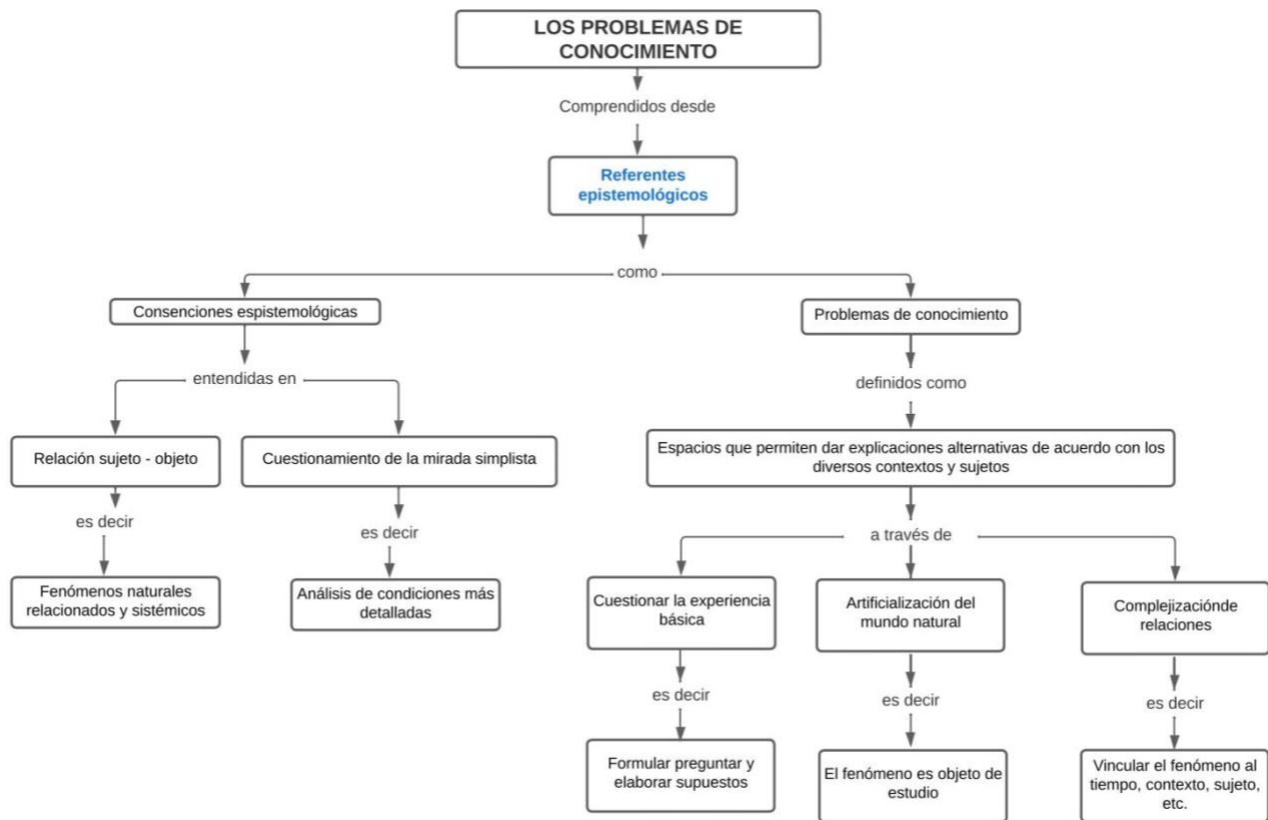 LOS PROBLEMAS DE
CONOCIMIENTO
Comprendidos desde
Referentes
epistemológicos
como
Consenciones espistemológicas
Problemas de conocimiento
entendidas en
definidos como
Relación sujeto - objeto
Cuestionamiento de la mirada simplista
Espacios que permiten dar explicaciones alternativas de acuerdo con los
diversos contextos y sujetos
es decir
es decir
a través de
Fenómenos naturales
relacionados y sistémicos
Análisis de condiciones más
detalladas
Cuestionar la experiencia
básica
Artificialización del
mundo natural
Complejizaciónde
relaciones
es decir
es decir
es decir
Formular preguntar y
elaborar supuestos
El fenómeno es objeto de
estudio
Vincular el fenómeno al
tiempo, contexto, sujeto,
etc.